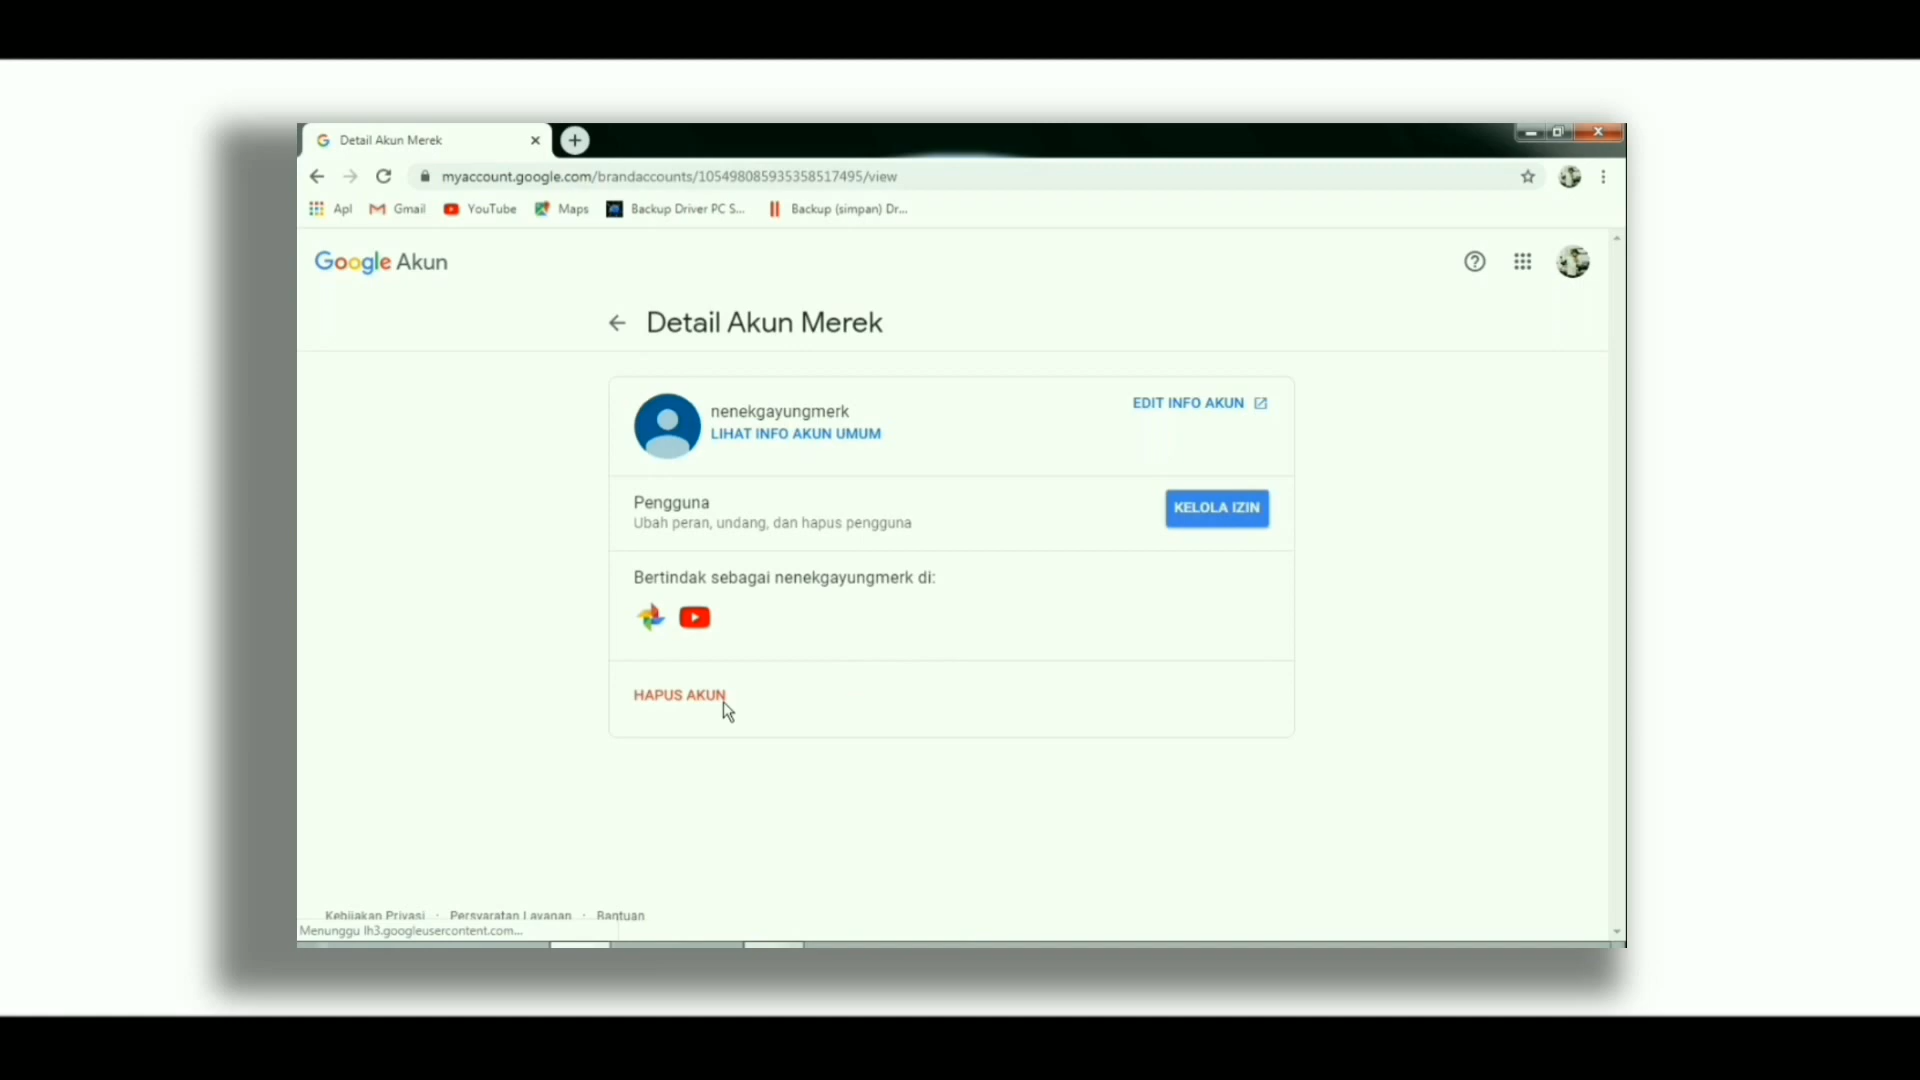 Detail Akun Merek
myaccount.google.com/brandaccounts/105498085935358517495/view
Apl Gmail YouTube Maps Backup Driver PC S... Backup (simpan) Dr...
Google Akun
Detail Akun Merek
nenekgayungmerk
EDIT INFO AKUN
LIHAT INFO AKUN UMUM
Pengguna
KELOLA IZIN
Ubah peran, undang, dan hapus pengguna
Bertindak sebagai nenekgayungmerk di:
HAPUS AKUN
Kebijakan Privasi · Persyaratan Layanan · Bantuan
Menunggu lh3.googleusercontent.com...